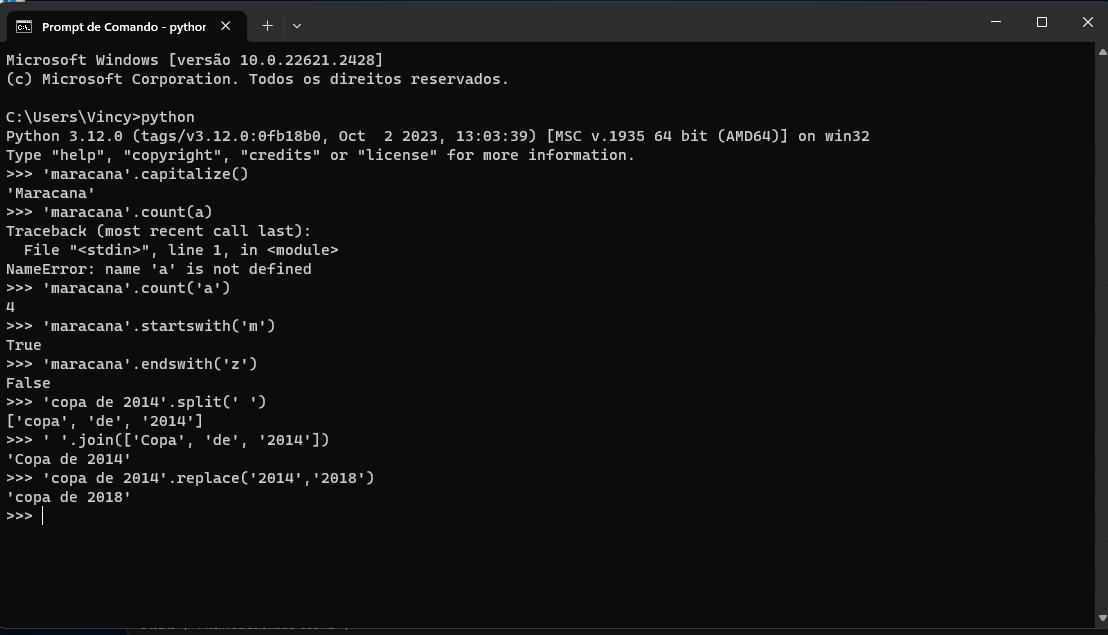 Prompt de Comando - python
Microsoft Windows [versão 10.0.22621.2428]
(c) Microsoft Corporation. Todos os direitos reservados.
C:\Users\Vincy>python
Python 3.12.0 (tags/v3.12.0:0fb18b0, Oct  2 2023, 13:03:39) [MSC v.1935 64 bit (AMD64)] on win32
Type "help", "copyright", "credits" or "license" for more information.
>>> 'maracana'.capitalize()
'Maracana'
>>> 'maracana'.count(a)
Traceback (most recent call last):
  File "<stdin>", line 1, in <module>
NameError: name 'a' is not defined
>>> 'maracana'.count('a')
4
>>> 'maracana'.startswith('m')
True
>>> 'maracana'.endswith('z')
False
>>> 'copa de 2014'.split(' ')
['copa', 'de', '2014']
>>> ' '.join(['Copa', 'de', '2014'])
'Copa de 2014'
>>> 'copa de 2014'.replace('2014','2018')
'copa de 2018'
>>>